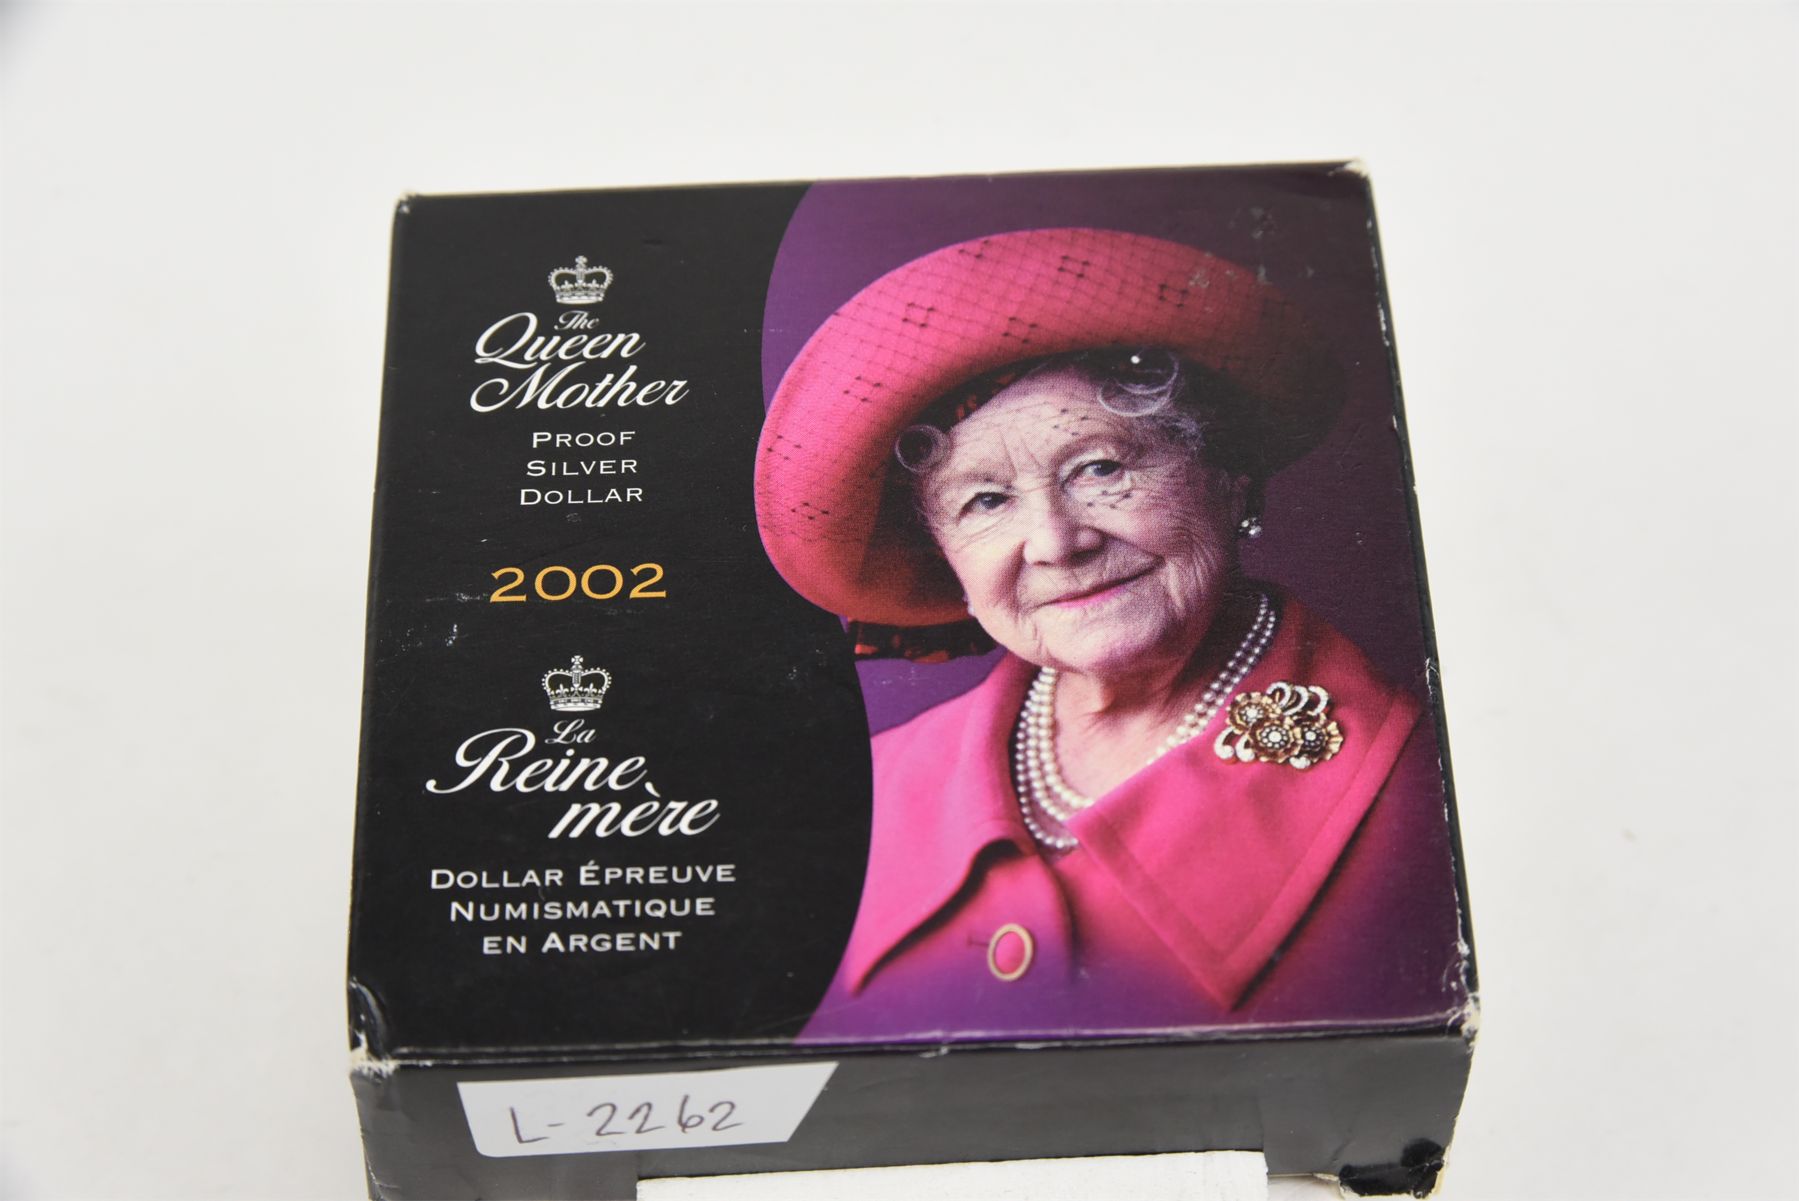 The
Queen
Mother
PROOF
SILVER
DOLLAR
2002
La
Reine
mère
DOLLAR ÉPREUVE
NUMISMATIQUE
EN ARGENT
L-2262